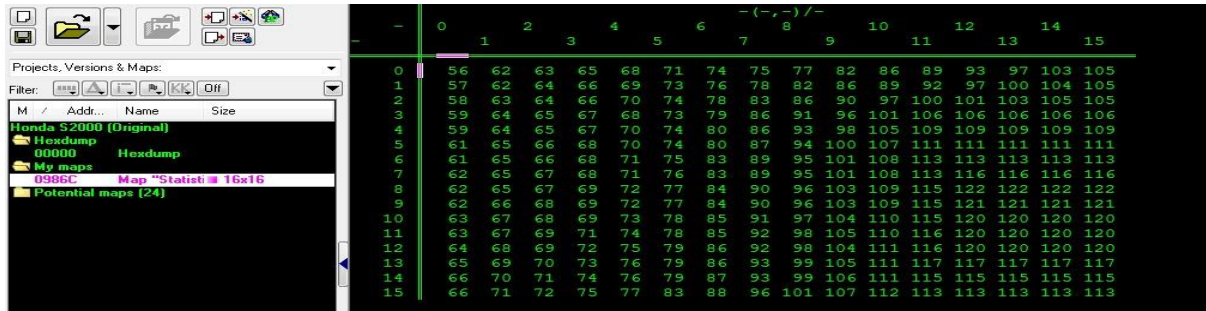 -(-,-)/-
- 0 2 4 6 8 10 12 14
- 1 3 5 7 9 11 13 15
Projects, Versions & Maps:
Filter: KK Off
M / Addr... Name Size
Honda S2000 (Original)
Hexdump
00000 Hexdump
My maps
0986C Map "Statisti 16x16
Potential maps (24)
0 56 62 63 65 68 71 74 75 77 82 86 89 93 97 103 105
1 57 62 64 66 69 73 76 78 82 86 89 92 97 100 104 105
2 58 63 64 66 70 74 78 83 86 90 97 100 101 103 105 105
3 59 64 65 67 68 73 79 86 91 96 101 106 106 106 106 106
4 59 64 65 67 70 74 80 86 93 98 105 109 109 109 109 109
5 61 65 66 68 70 74 80 87 94 100 107 111 111 111 111 111
6 61 65 66 68 71 75 83 89 95 101 108 113 113 113 113 113
7 62 65 67 68 71 76 83 89 95 101 108 113 116 116 116 116
8 62 65 67 69 72 77 84 90 96 103 109 115 122 122 122 122
9 62 66 68 69 72 77 84 90 96 103 109 115 121 121 121 121
10 63 67 68 69 73 78 85 91 97 104 110 115 120 120 120 120
11 63 67 69 71 74 78 85 92 98 105 110 116 120 120 120 120
12 64 68 69 72 75 79 86 92 98 104 111 116 120 120 120 120
13 65 69 70 73 76 79 86 93 99 105 111 117 117 117 117 117
14 66 70 71 74 76 79 87 93 99 106 111 115 115 115 115 115
15 66 71 72 75 77 83 88 96 101 107 112 113 113 113 113 113